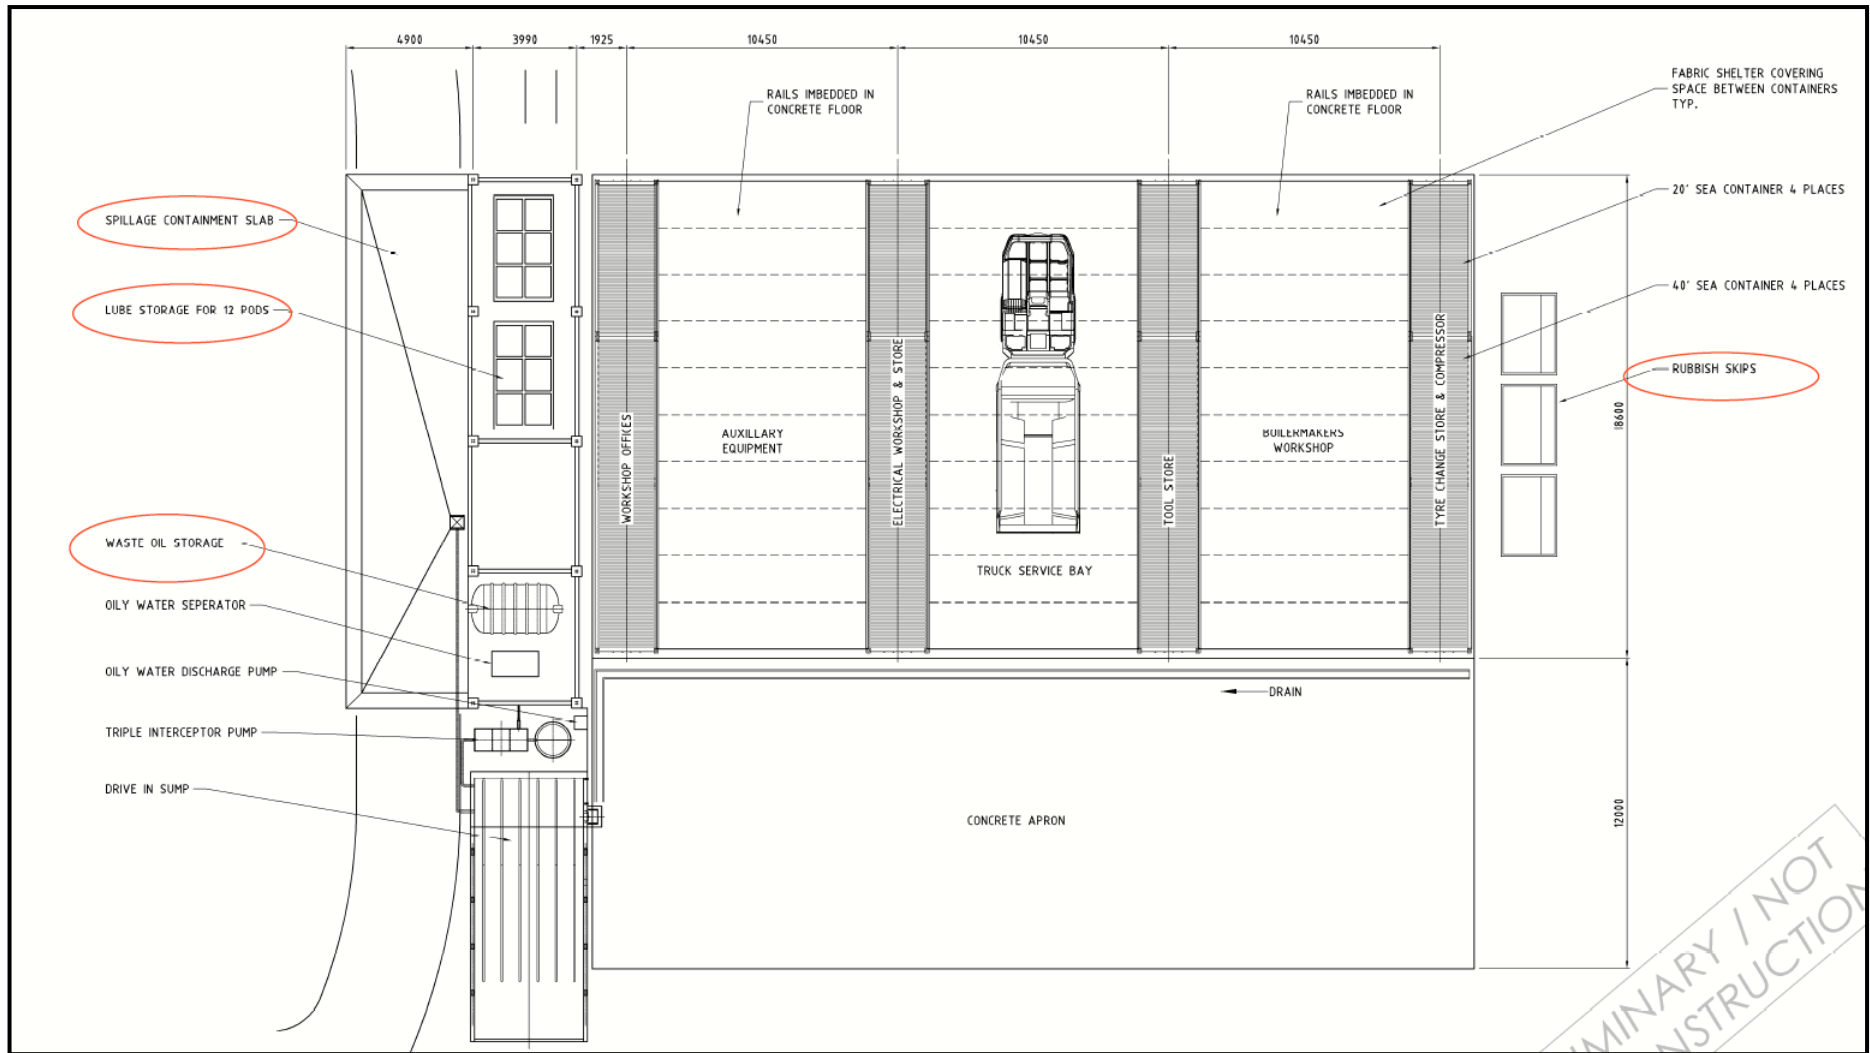 4900
3990
1925
10450
10450
10450
RAILS IMBEDDED IN
CONCRETE FLOOR
RAILS IMBEDDED IN
CONCRETE FLOOR
FABRIC SHELTER COVERING
SPACE BETWEEN CONTAINERS
TYP.
SPILLAGE CONTAINMENT SLAB
20' SEA CONTAINER 4 PLACES
LUBE STORAGE FOR 12 PODS
40' SEA CONTAINER 4 PLACES
RUBBISH SKIPS
18600
WORKSHOP OFFICES
AUXILLARY
EQUIPMENT
ELECTRICAL WORKSHOP & STORE
TOOL STORE
BOILERMAKERS
WORKSHOP
TYRE CHANGE STORE & COMPRESSOR
WASTE OIL STORAGE
TRUCK SERVICE BAY
OILY WATER SEPERATOR
OILY WATER DISCHARGE PUMP
DRAIN
TRIPLE INTERCEPTOR PUMP
DRIVE IN SUMP
CONCRETE APRON
12000
MINARY / NOT
NSTRUCTION